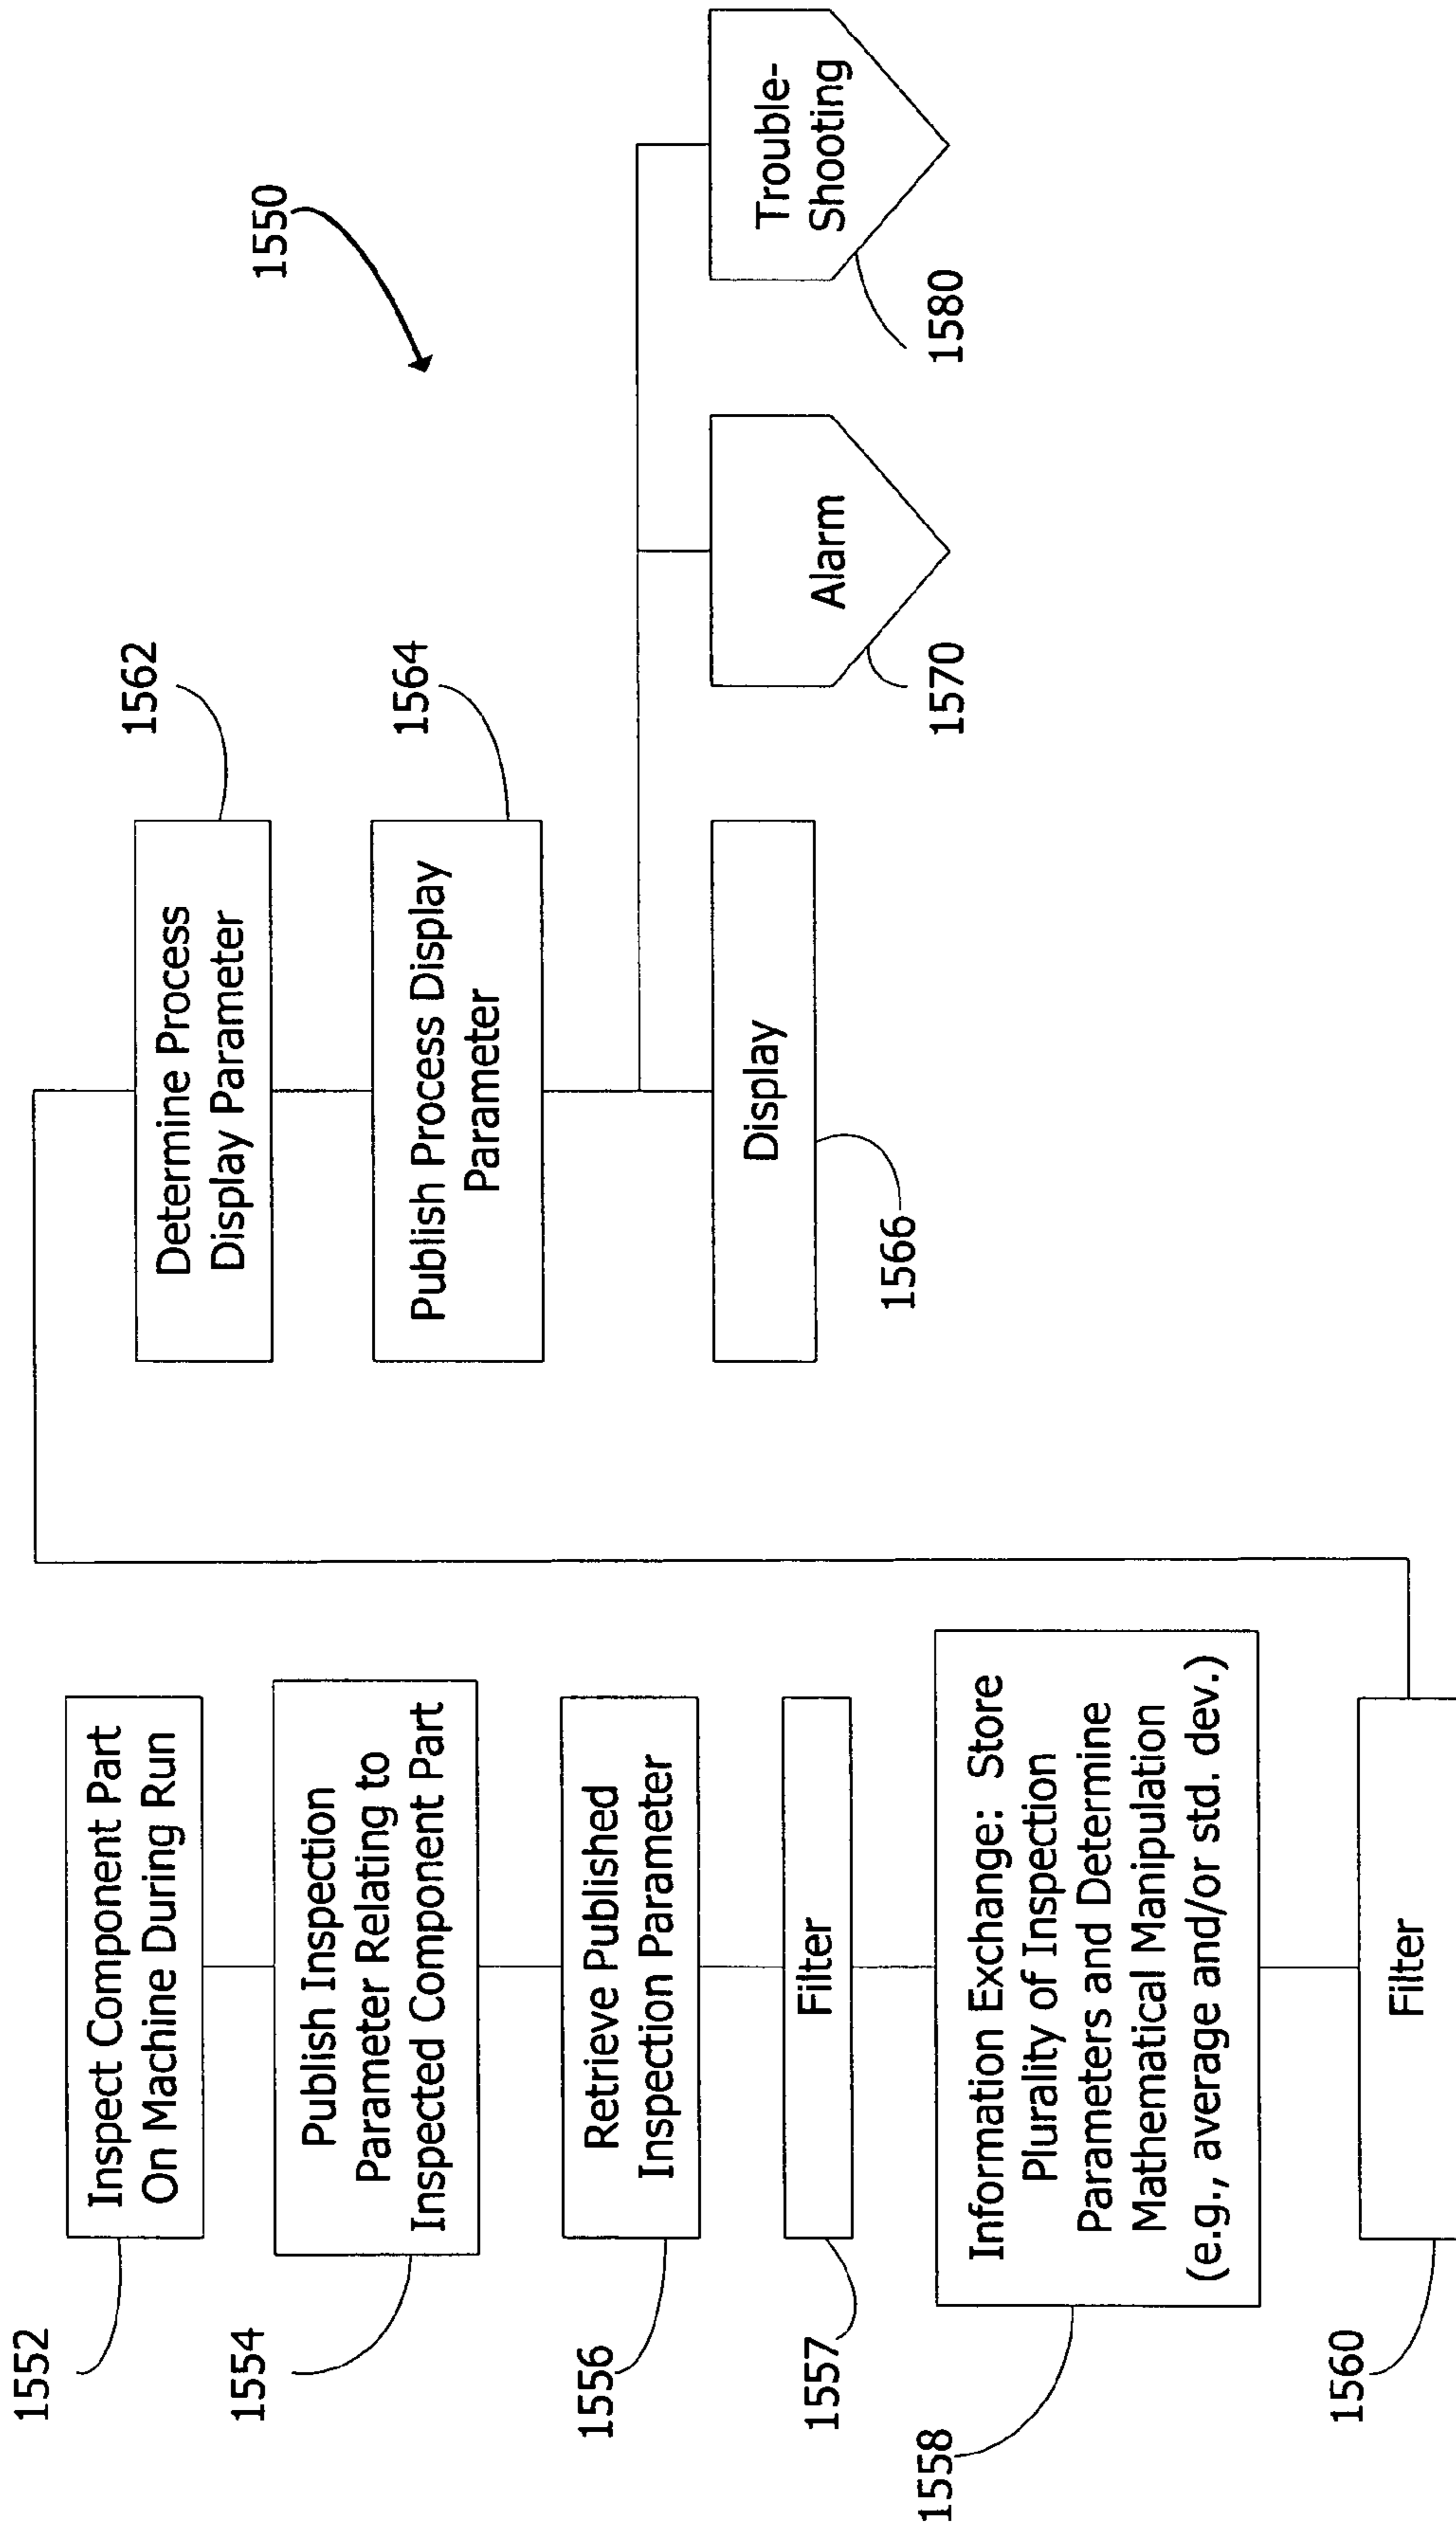 1550
1552
Inspect Component Part
On Machine During Run
1554
Publish Inspection
Parameter Relating to
Inspected Component Part
1556
Retrieve Published
Inspection Parameter
1557
Filter
1558
Information Exchange: Store
Plurality of Inspection
Parameters and Determine
Mathematical Manipulation
(e.g., average and/or std. dev.)
1560
Filter
1562
Determine Process
Display Parameter
1564
Publish Process Display
Parameter
1566
Display
1570
Alarm
1580
Trouble-
Shooting